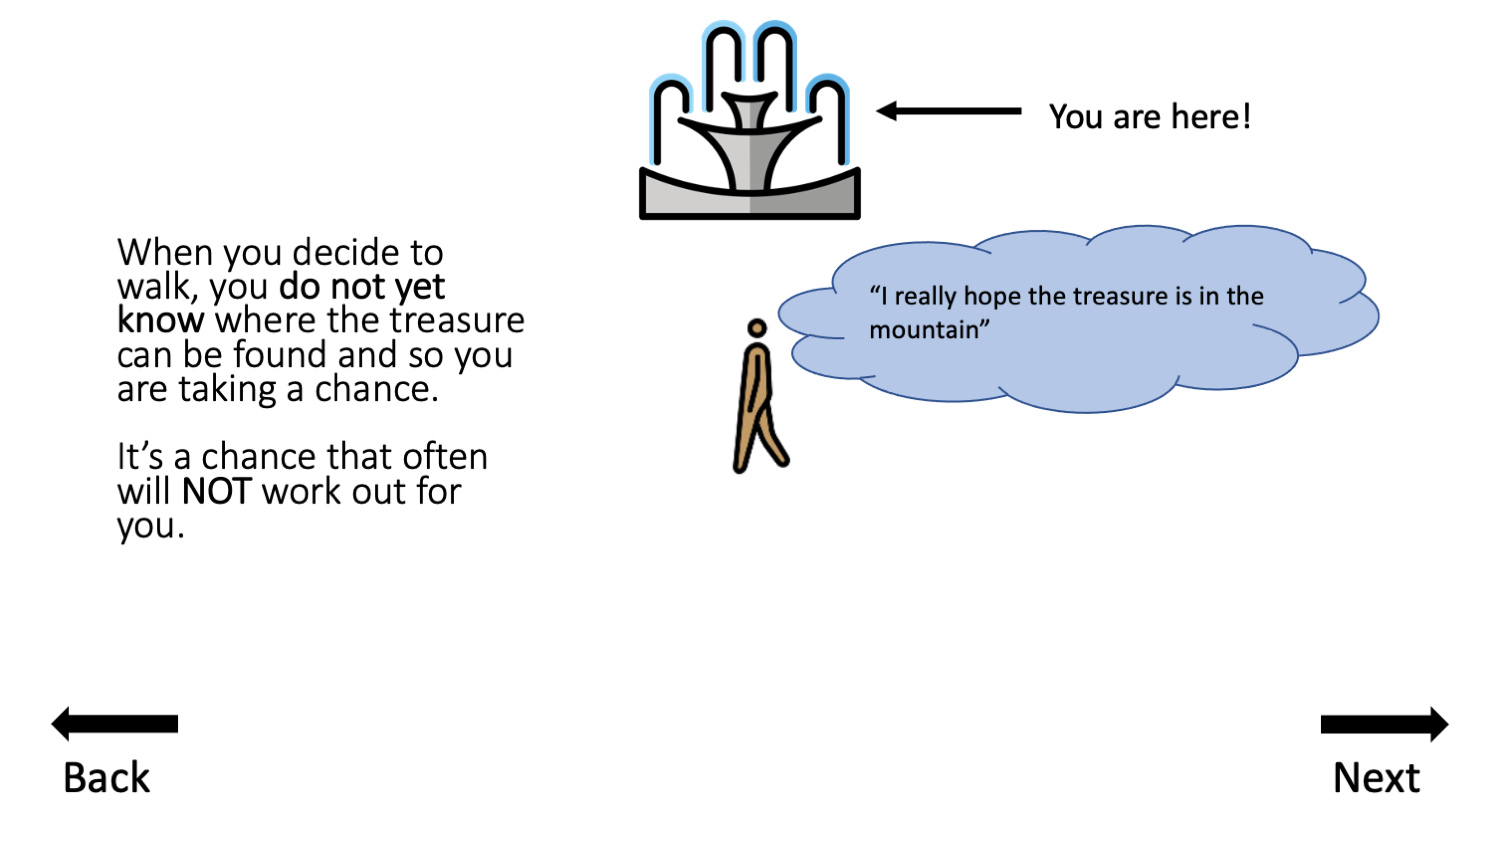 You are here!
When you decide to
walk, you do not yet
know where the treasure
can be found and so you
are taking a chance.
It’s a chance that often
will NOT work out for
you.
“I really hope the treasure is in the
mountain”
Back
Next